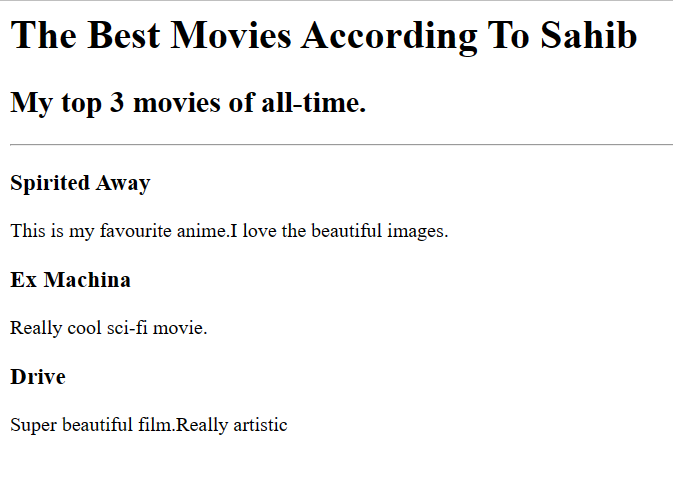 The Best Movies According To Sahib
My top 3 movies of all-time.
Spirited Away
This is my favourite anime.I love the beautiful images.
Ex Machina
Really cool sci-fi movie.
Drive
Super beautiful film.Really artistic